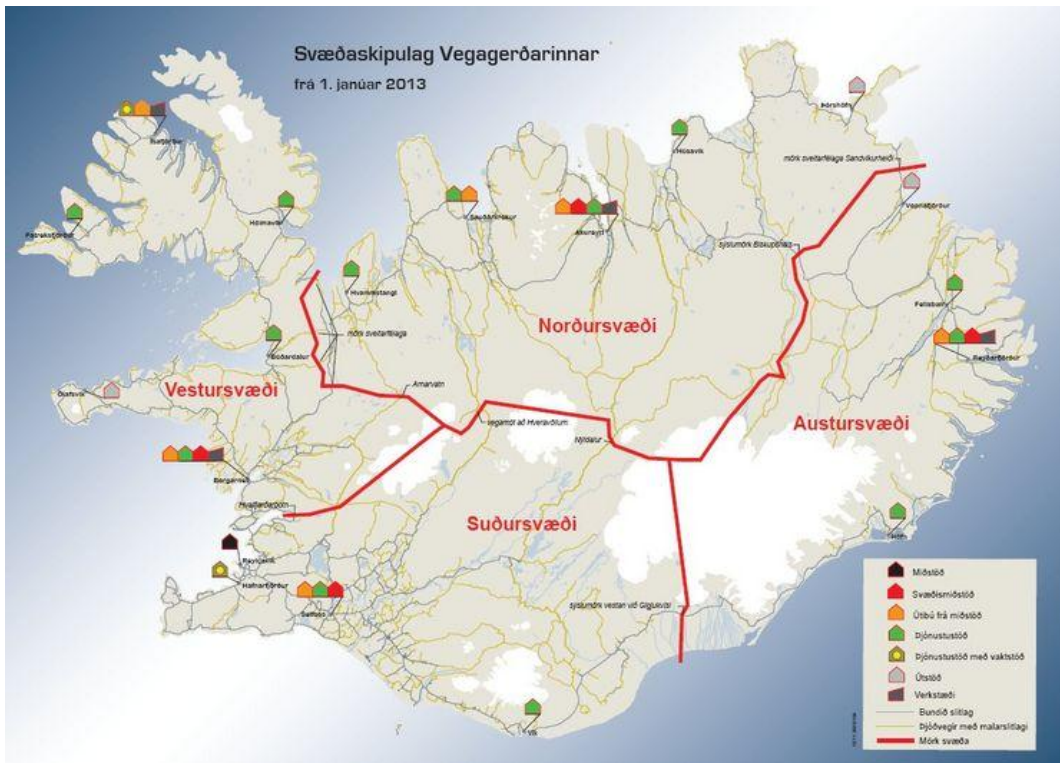 Svæðaskipulag Vegagerðarinnar
frá 1. janúar 2013
Þórshöfn
Ísafjörður
Húsavík
mörk sveitarfélaga Sandvíkurheiði
Vopnafjörður
Patreksfjörður
Hólmavík
Sauðárkrókur
Akureyri
sýslumörk Biskupsháls
Hvammstangi
Fellabær
Norðursvæði
mörk sveitarfélaga
Búðardalur
Reyðarfjörður
Vestursvæði
Arnarvatn
Ólafsvík
Austursvæði
Vegamót að Hveravöllum
Nýidalur
Borgarnes
Hvalfjarðarbotn
Suðursvæði
Höfn
Reykjavík
Hafnarfjörður
Selfoss
sýslumörk vestan við Gígjukvísl
Vík
Miðstöð
Svæðismiðstöð
Útibú frá miðstöð
Þjónustustöð
Þjónustustöð með vaktstöð
Útstöð
Verkstæði
Bundið slitlag
Þjóðvegir með malarslitlagi
Mörk svæða